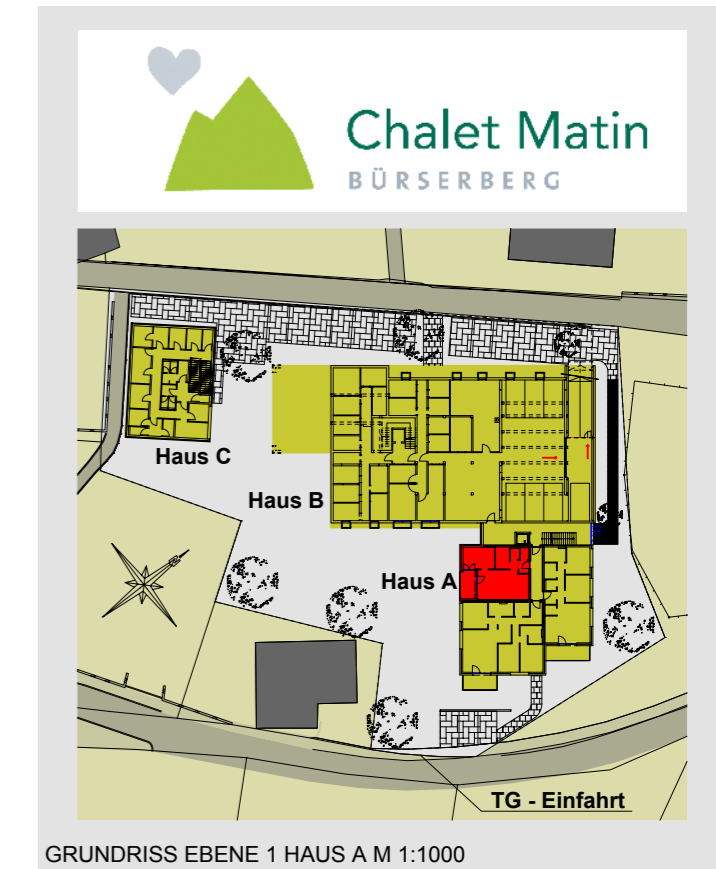 Chalet Matin
BÜRSERBERG
Haus C
Haus B
Haus A
TG - Einfahrt
GRUNDRISS EBENE 1 HAUS A M 1:1000